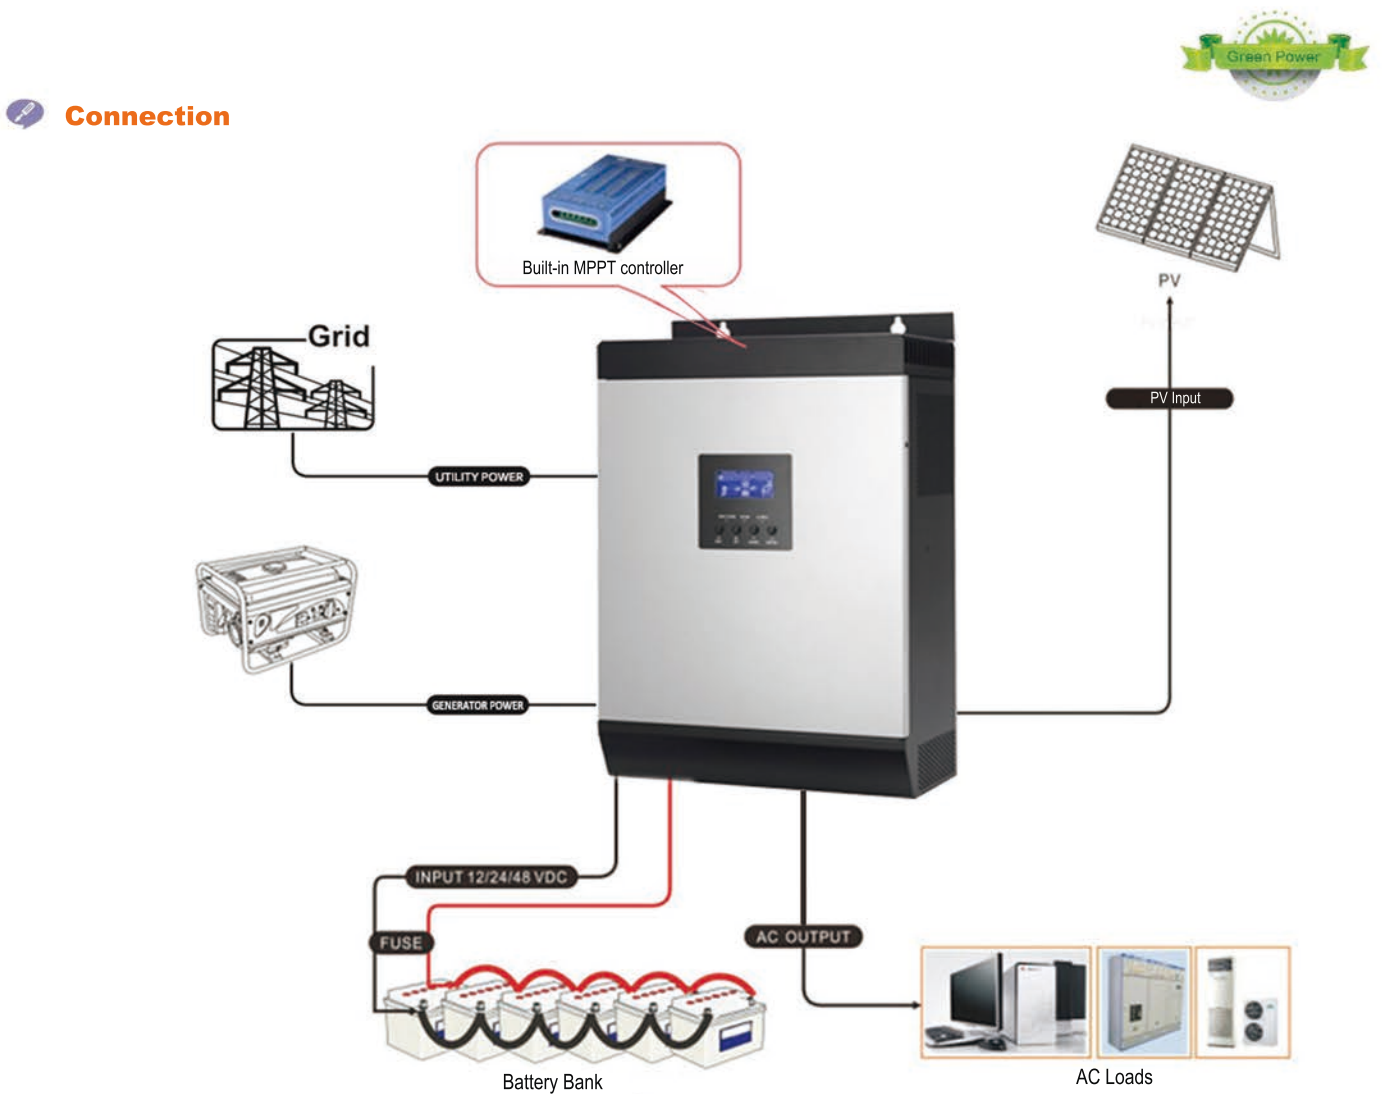 Green Power
Connection
Built-in MPPT controller
PV
Grid
PV Input
UTILITY POWER
GENERATOR POWER
INPUT 12/24/48 VDC
FUSE
AC OUTPUT
Battery Bank
AC Loads